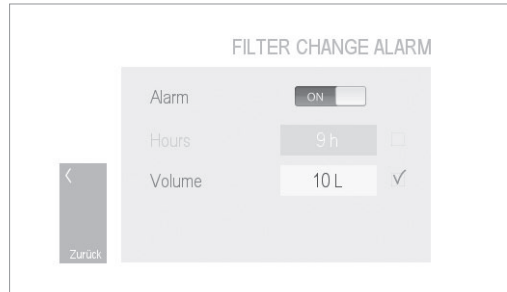 FILTER CHANGE ALARM
Alarm ON
Hours 9 h
Volume 10 L
Zurück